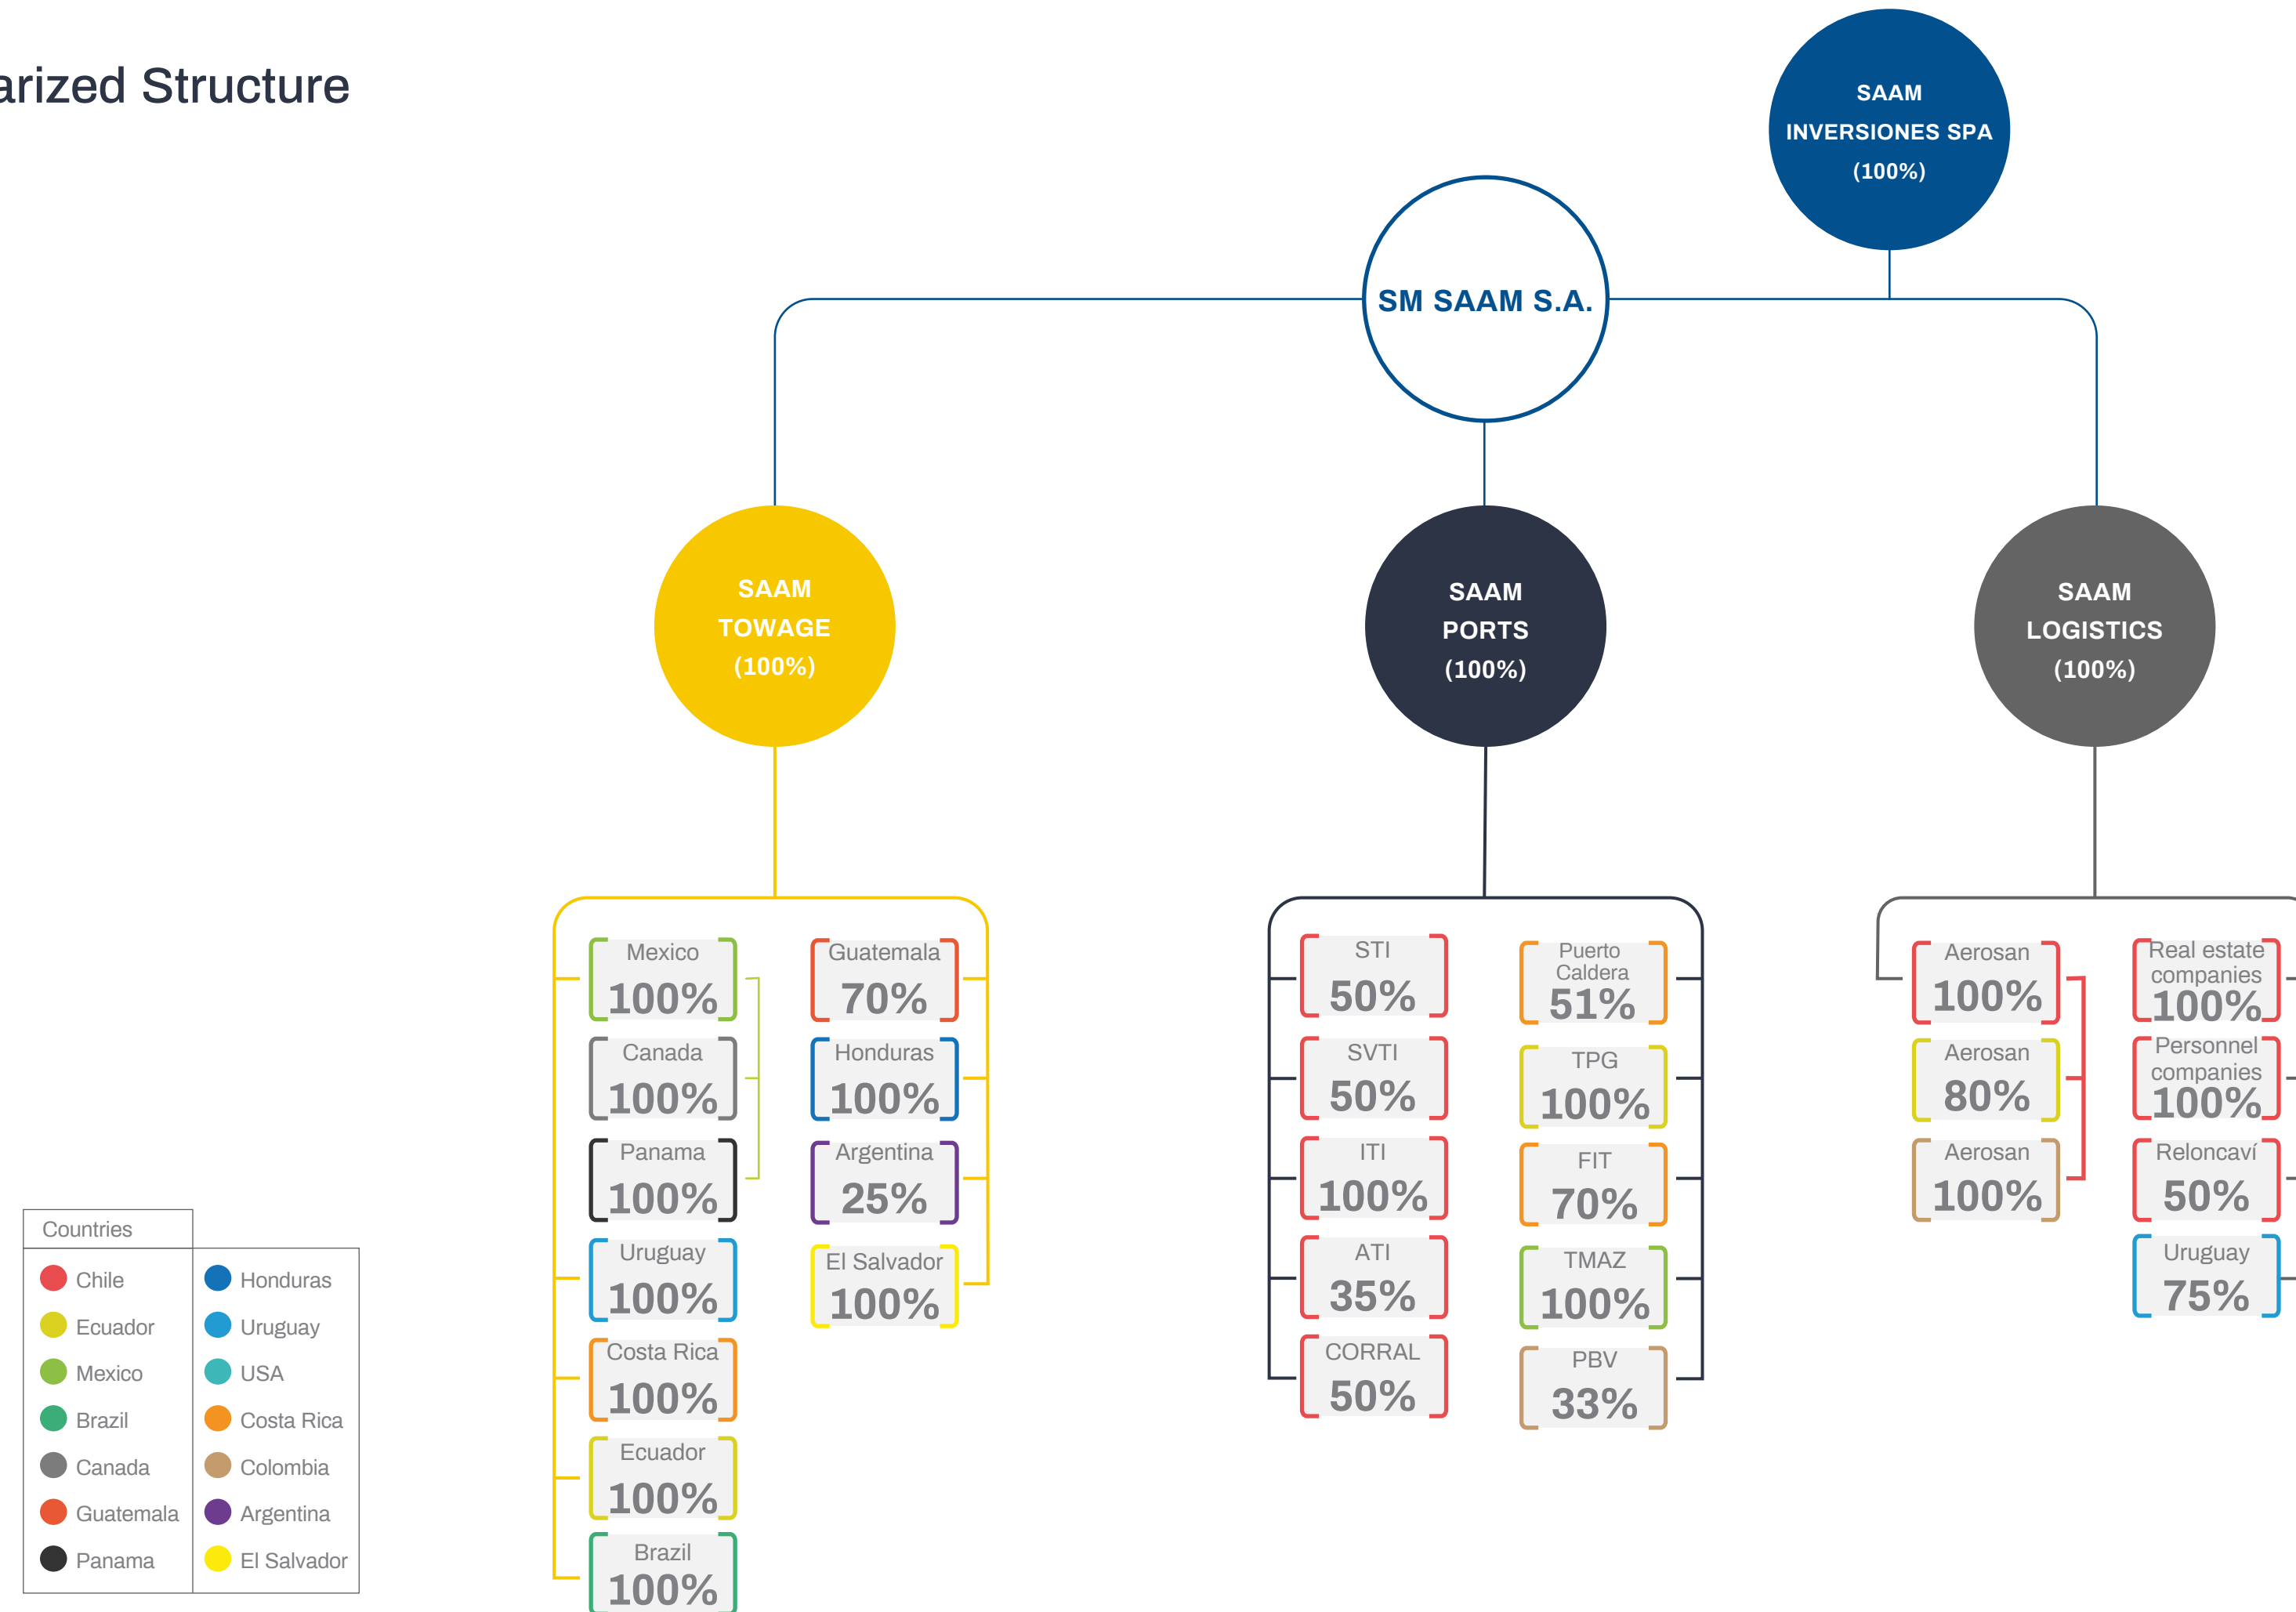 arized Structure
SAAM
INVERSIONES SPA
(100%)
SM SAAM S.A.
SAAM
TOWAGE
(100%)
SAAM
PORTS
(100%)
SAAM
LOGISTICS
(100%)
Mexico
100%
Canada
100%
Panama
100%
Uruguay
100%
Costa Rica
100%
Ecuador
100%
Brazil
100%
Guatemala
70%
Honduras
100%
Argentina
25%
El Salvador
100%
STI
50%
SVTI
50%
ITI
100%
ATI
35%
CORRAL
50%
Puerto
Caldera
51%
TPG
100%
FIT
70%
TMAZ
100%
PBV
33%
Aerosan
100%
Aerosan
80%
Aerosan
100%
Real estate
companies
100%
Personnel
companies
100%
Reloncaví
50%
Uruguay
75%
Countries
Chile
Ecuador
Mexico
Brazil
Canada
Guatemala
Panama
Honduras
Uruguay
USA
Costa Rica
Colombia
Argentina
El Salvador